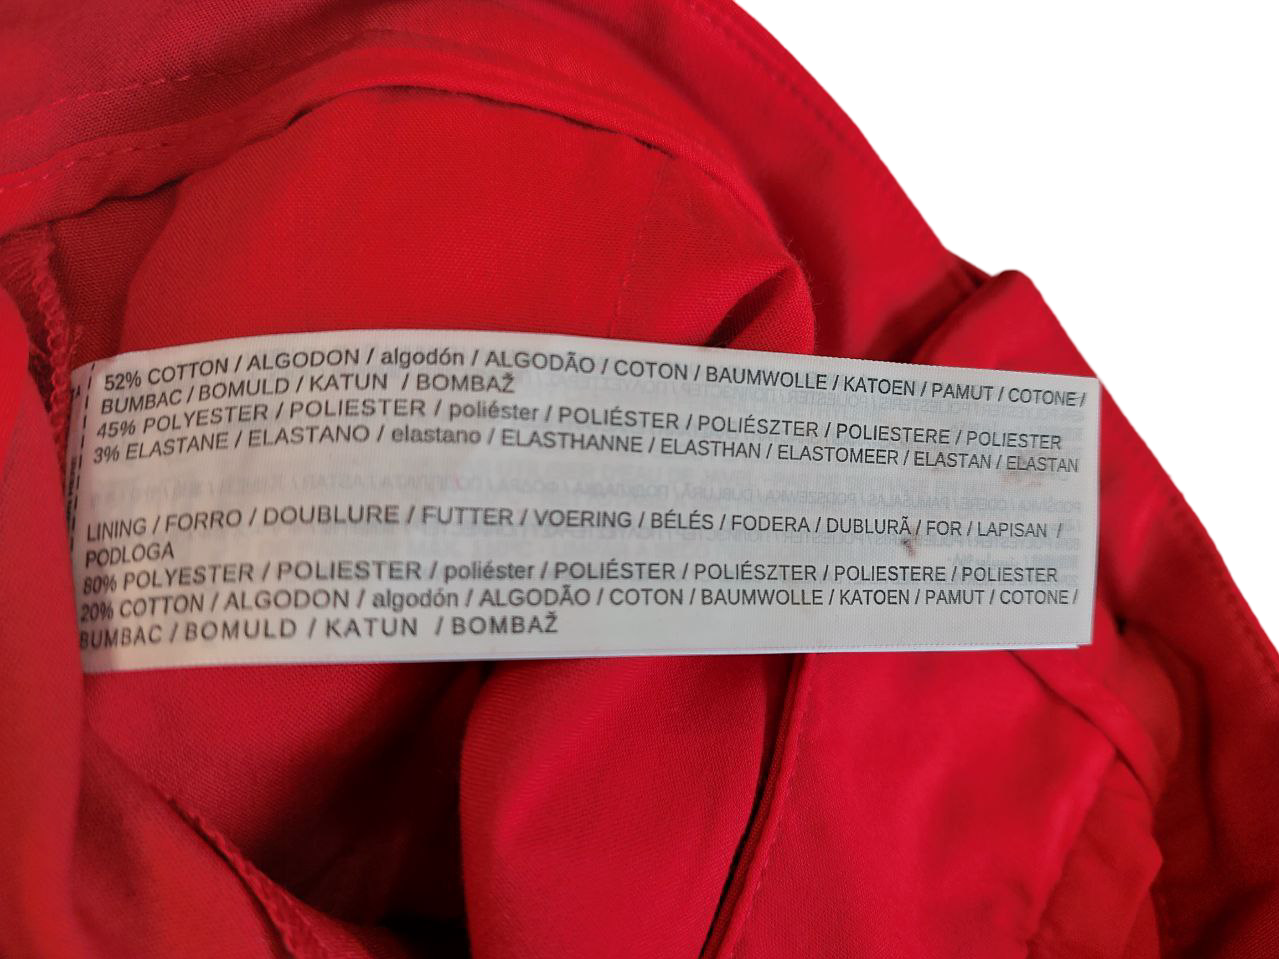 52% COTTON / ALGODON / algodón / ALGODÃO / COTON / BAUMWOLLE / KATOEN / PAMUT / COTONE /
BUMBAC / BOMULD / KATUN / BOMBAŽ
45% POLYESTER / POLIESTER / poliéster / POLIÉSTER / POLIÉSZTER / POLIESTERE / POLIESTER
3% ELASTANE / ELASTANO / elastano / ELASTHANNE / ELASTHAN / ELASTOMEER / ELASTAN / ELASTAN
LINING / FORRO / DOUBLURE / FUTTER / VOERING / BÉLÉS / FODERA / DUBLURÃ / FOR / LAPISAN /
PODLOGA
80% POLYESTER / POLIESTER / poliéster / POLIÉSTER / POLIÉSZTER / POLIESTERE / POLIESTER
20% COTTON / ALGODON / algodón / ALGODÃO / COTON / BAUMWOLLE / KATOEN / PAMUT / COTONE /
BUMBAC / BOMULD / KATUN / BOMBAŽ